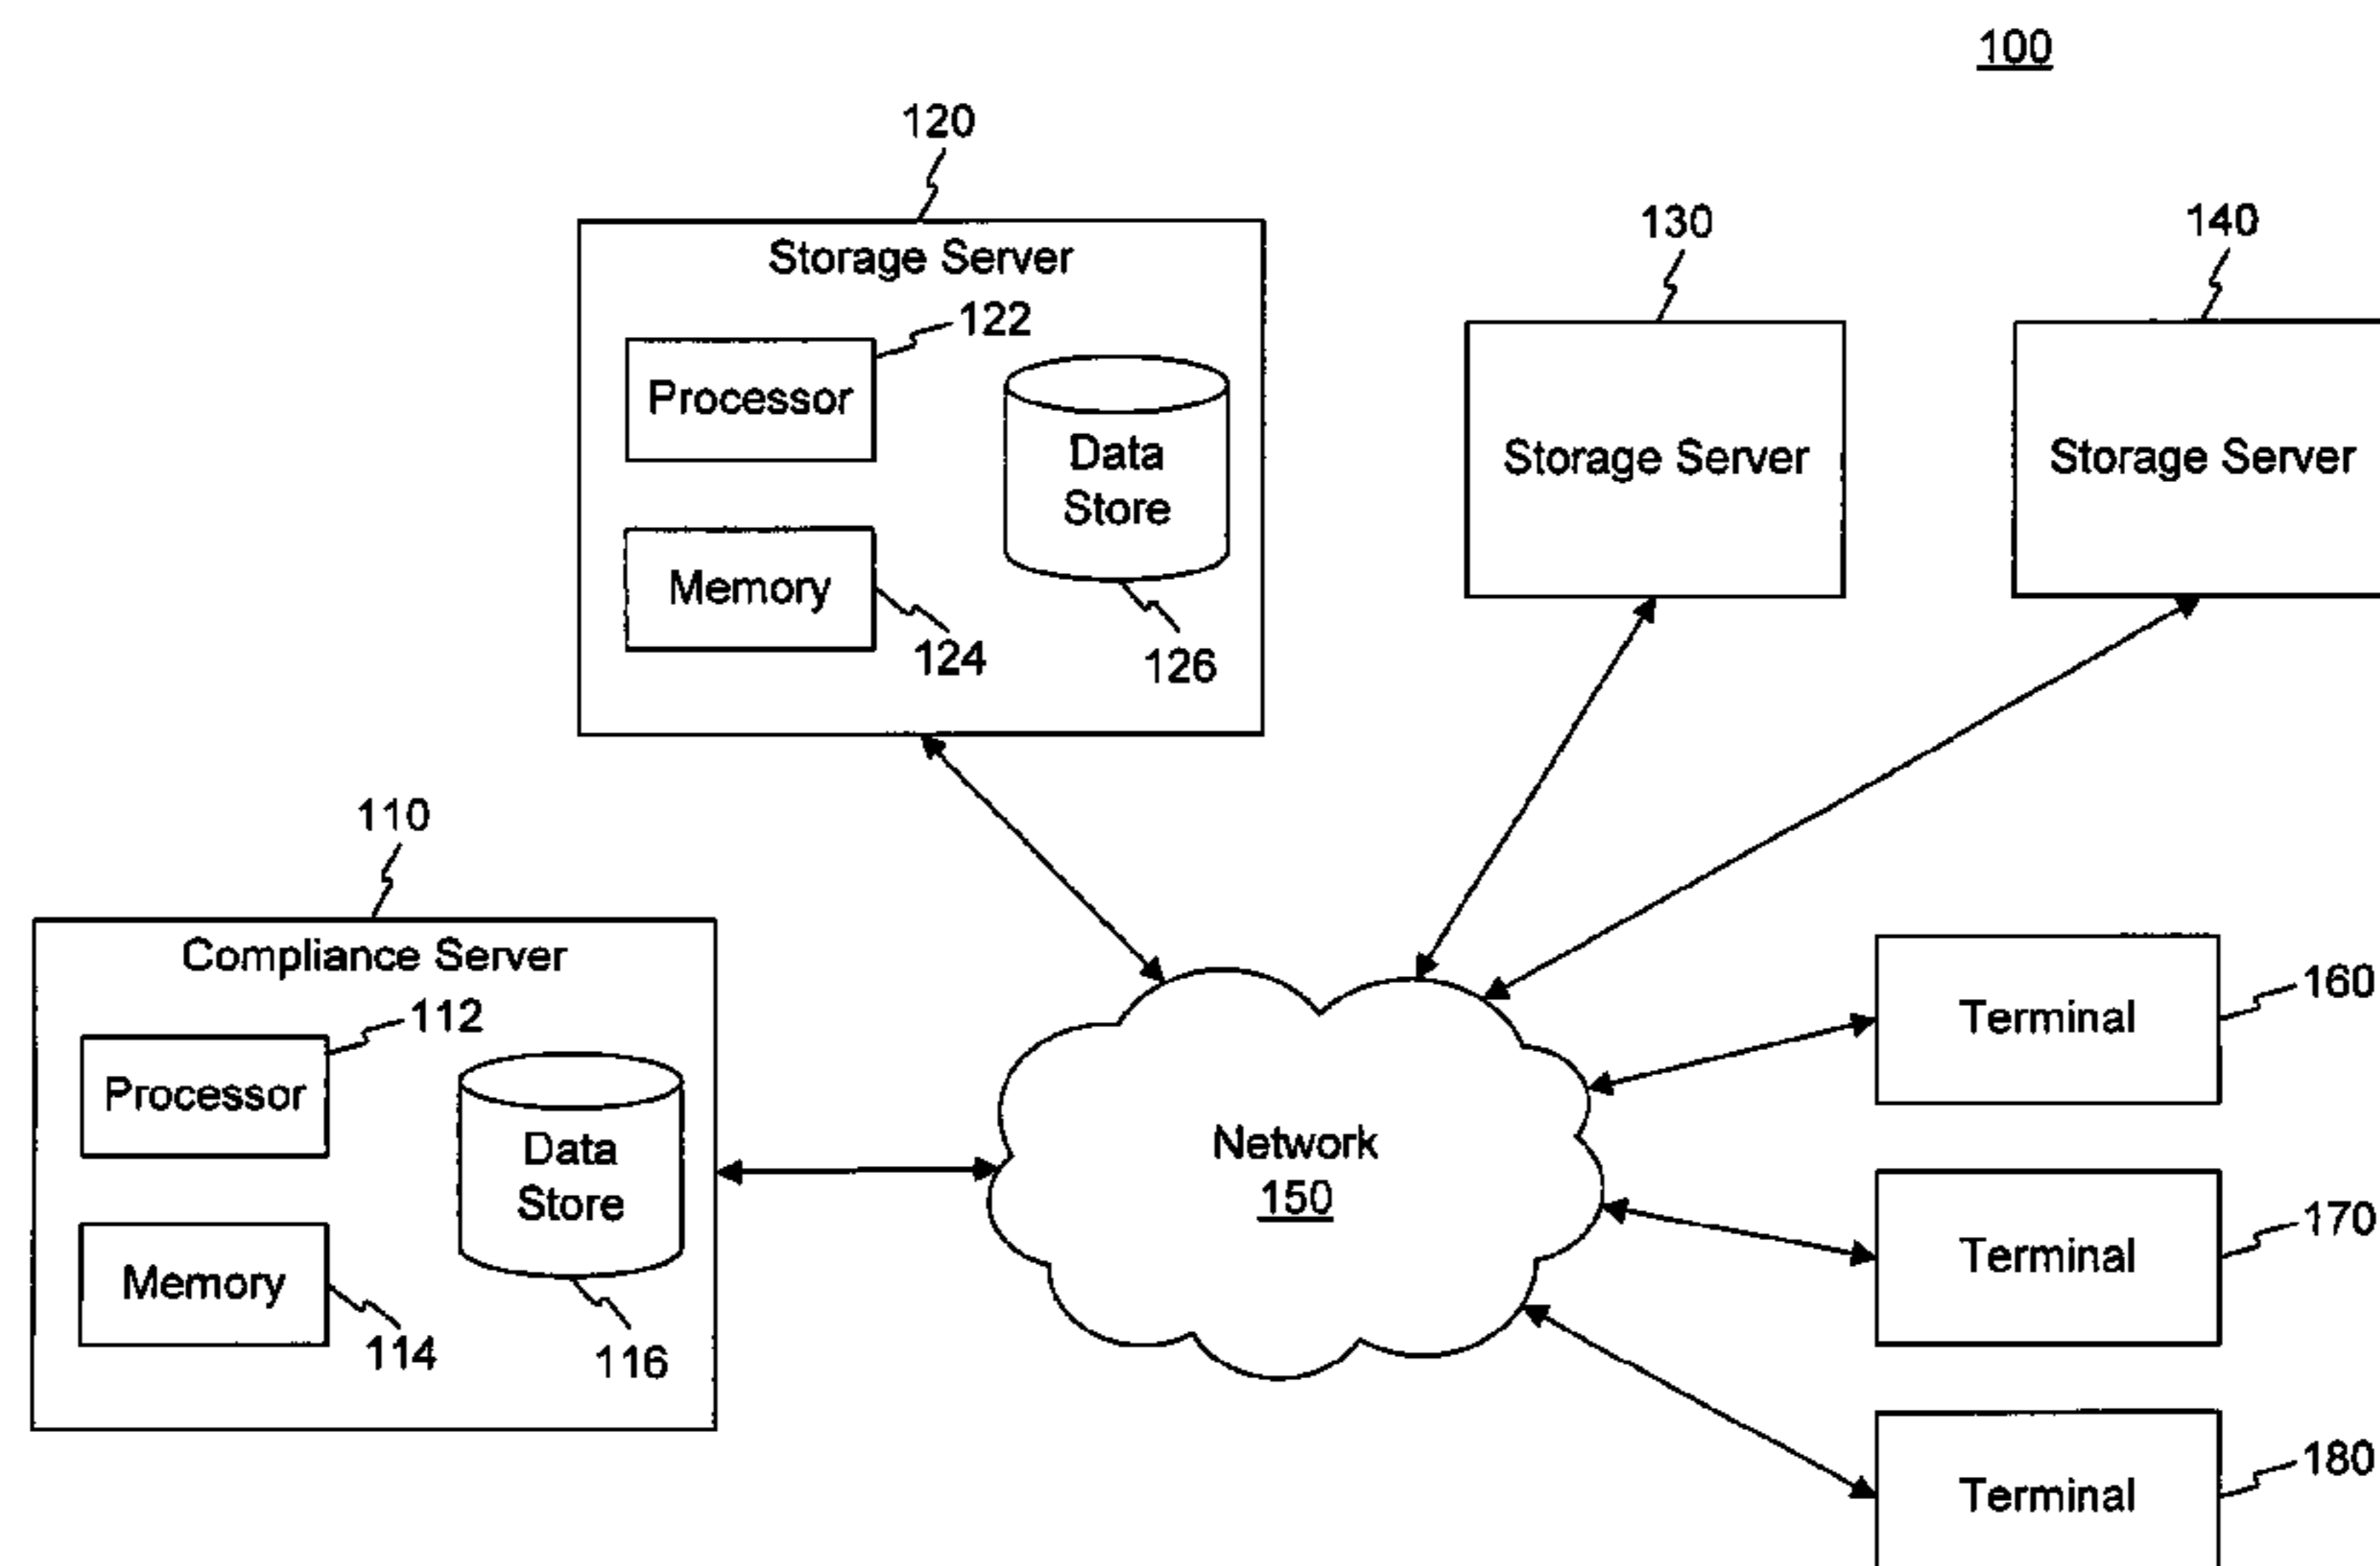 100
120
Storage Server
122
Processor
Data
Store
Memory
124
126
130
Storage Server
140
Storage Server
110
Compliance Server
112
Processor
Data
Store
Memory
114
116
Network
150
Terminal
160
Terminal
170
Terminal
180